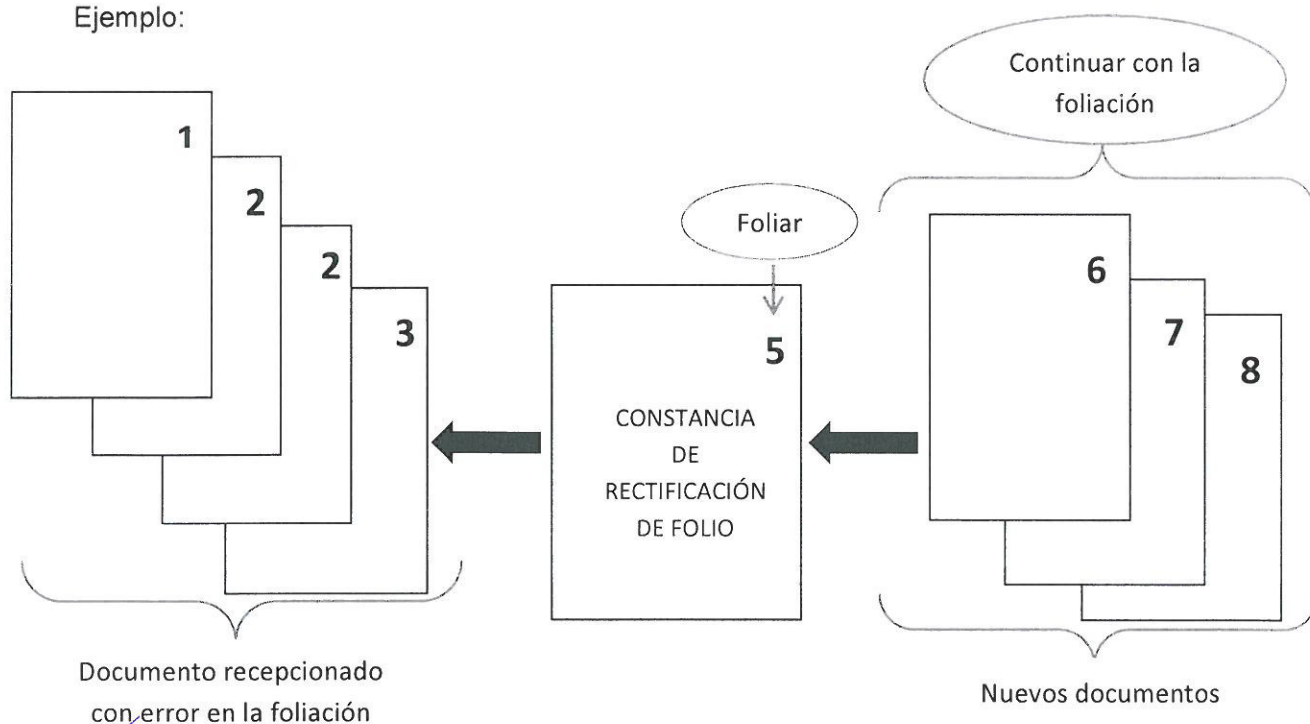 Ejemplo:
1
2
2
3
Documento recepcionado
con error en la foliación
Foliar
5
CONSTANCIA
DE
RECTIFICACIÓN
DE FOLIO
Continuar con la
foliación
6
7
8
Nuevos documentos